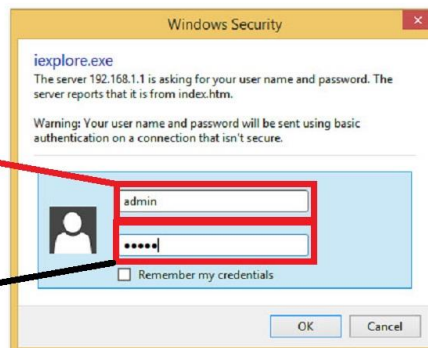 Windows Security
iexplore.exe
The server 192.168.1.1 is asking for your user name and password. The
server reports that it is from index.htm.
Warning: Your user name and password will be sent using basic
authentication on a connection that isn't secure.
admin
•••••
Remember my credentials
OK
Cancel